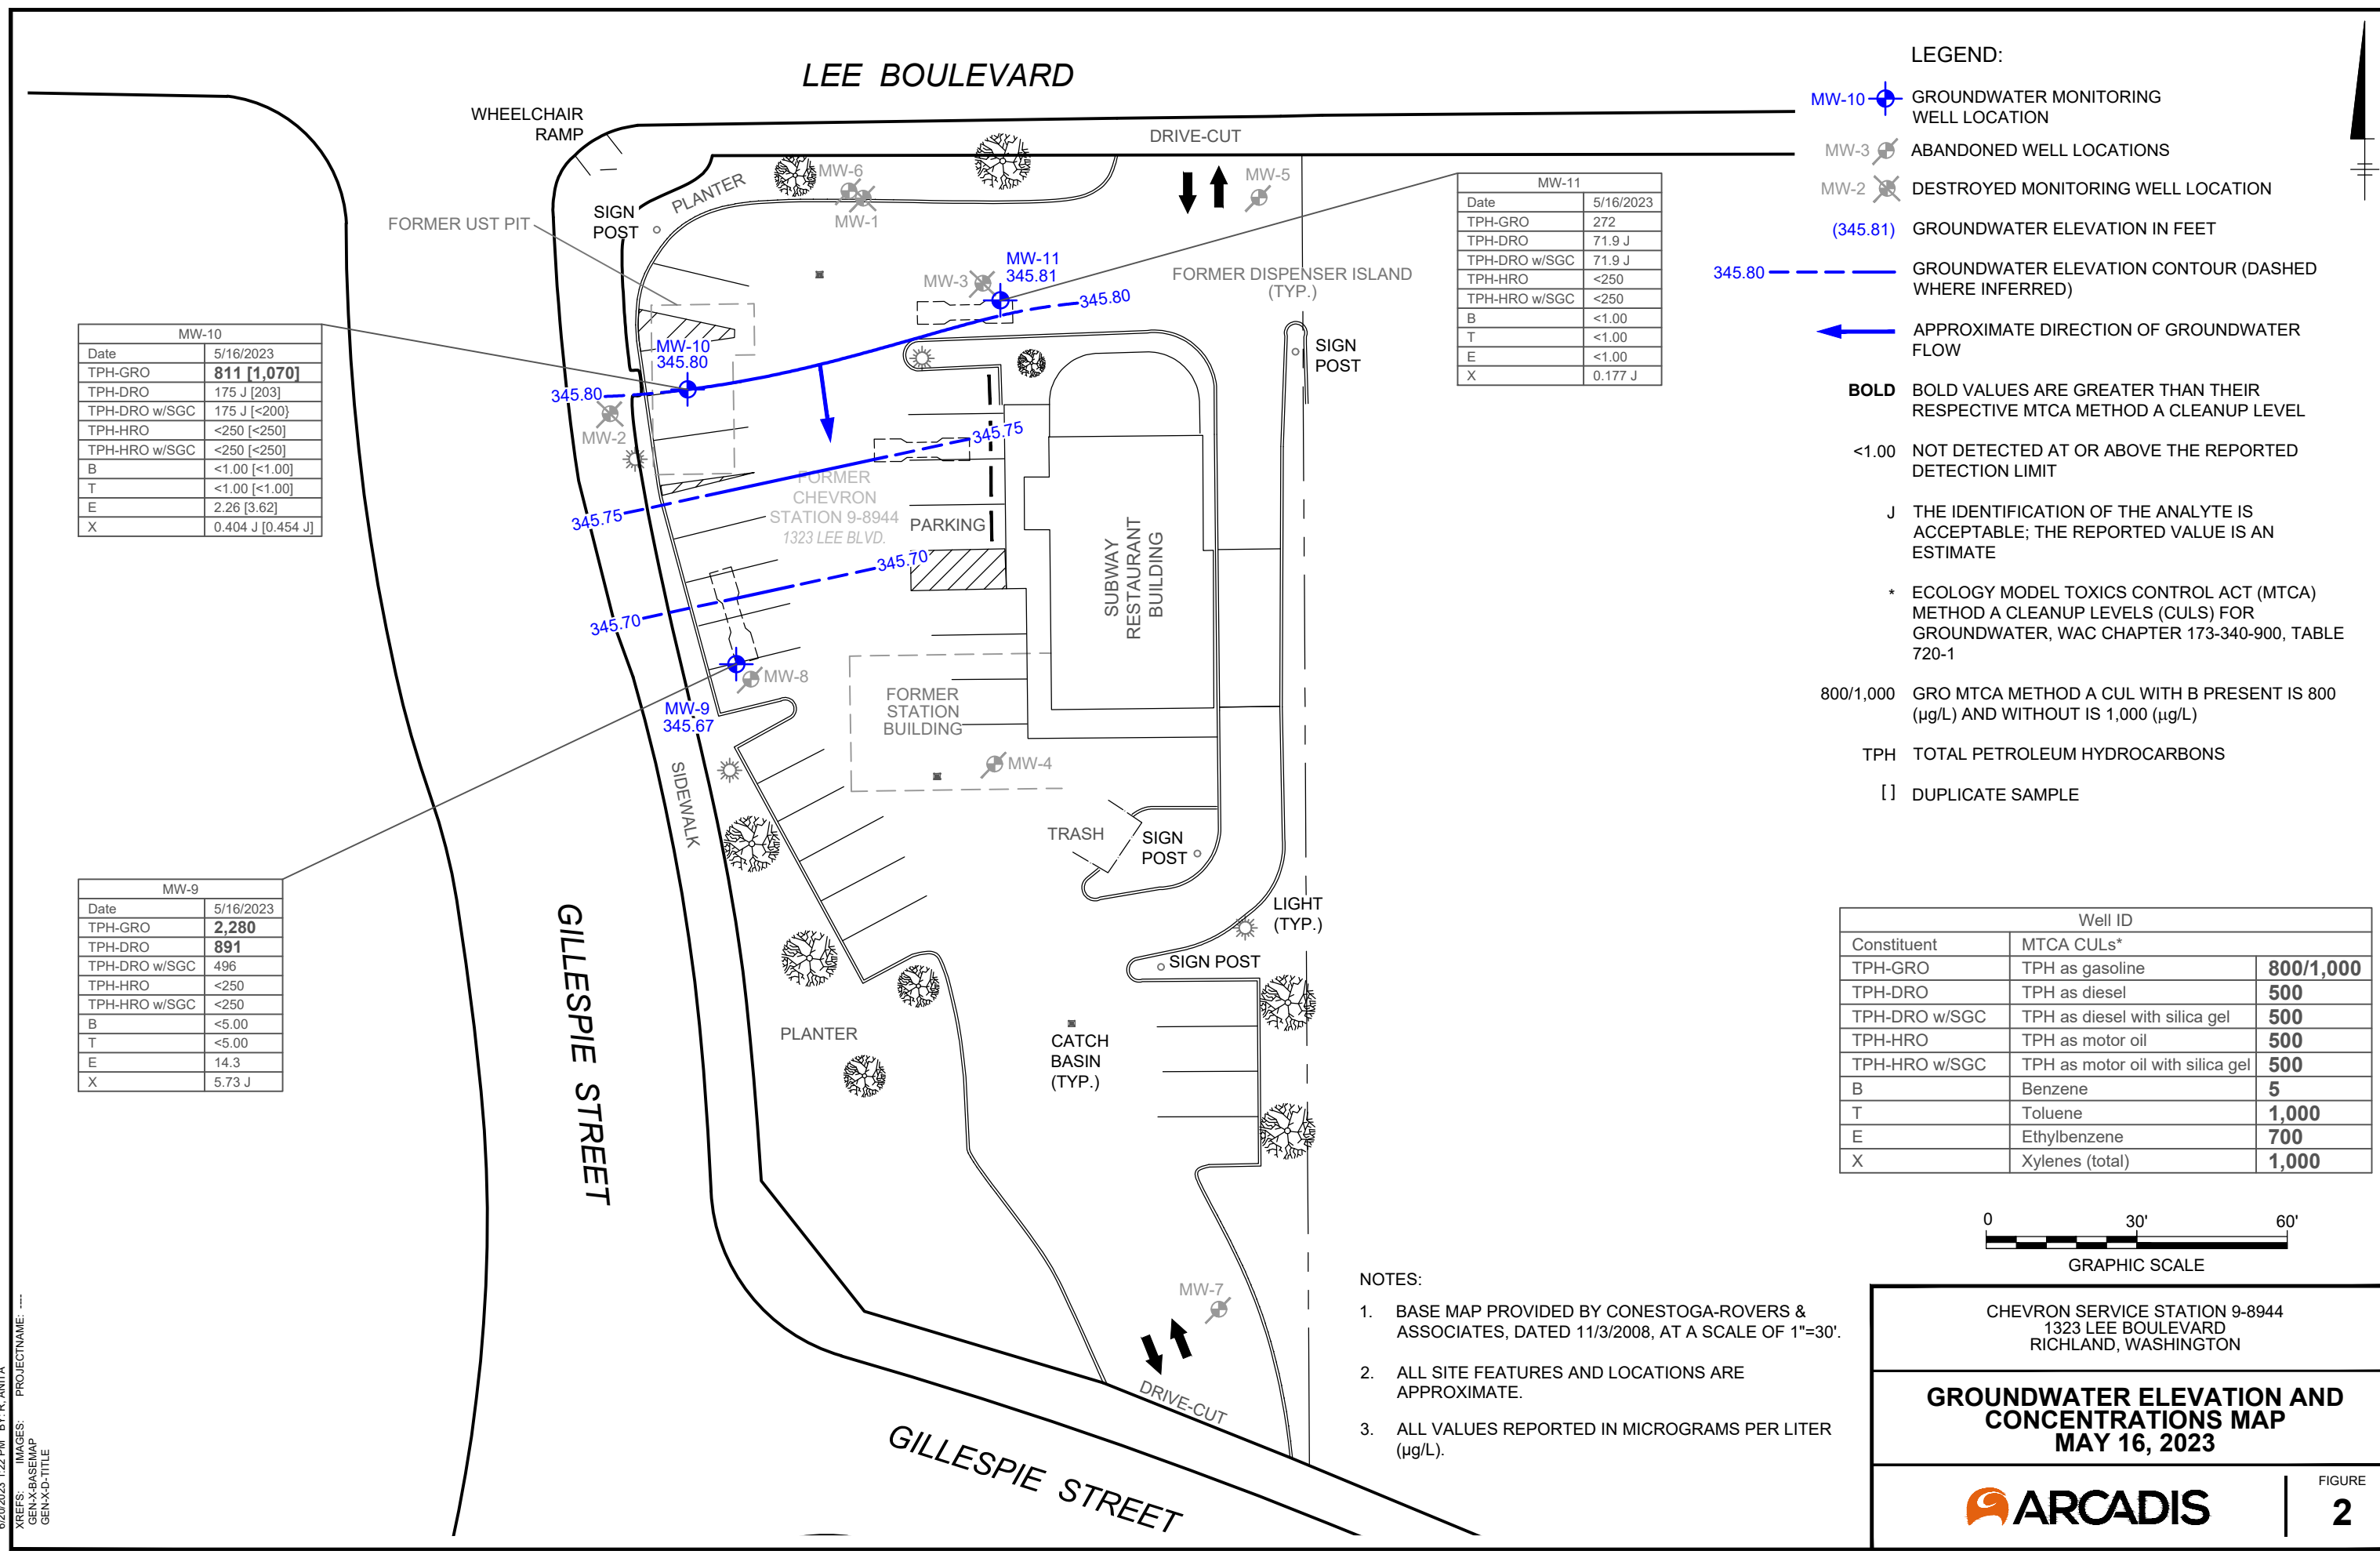 LEE BOULEVARD
WHEELCHAIR
RAMP
DRIVE-CUT
MW-6
MW-5
PLANTER
SIGN
POST
MW-1
FORMER UST PIT
MW-11
345.81
MW-3
FORMER DISPENSER ISLAND
(TYP.)
345.80
MW-10
345.80
SIGN
POST
345.80
MW-2
345.75
FORMER
CHEVRON
STATION 9-8944
1323 LEE BLVD.
345.75
PARKING
345.70
SUBWAY
RESTAURANT
BUILDING
345.70
MW-8
MW-9
345.67
FORMER
STATION
BUILDING
MW-4
SIDEWALK
TRASH
SIGN
POST
LIGHT
(TYP.)
SIGN POST
GILLESPIE STREET
PLANTER
CATCH
BASIN
(TYP.)
MW-7
DRIVE-CUT
GILLESPIE STREET
MW-10
Date 5/16/2023
TPH-GRO 811 [1,070]
TPH-DRO 175 J [203]
TPH-DRO w/SGC 175 J [<200}
TPH-HRO <250 [<250]
TPH-HRO w/SGC <250 [<250]
B <1.00 [<1.00]
T <1.00 [<1.00]
E 2.26 [3.62]
X 0.404 J [0.454 J]
MW-9
Date 5/16/2023
TPH-GRO 2,280
TPH-DRO 891
TPH-DRO w/SGC 496
TPH-HRO <250
TPH-HRO w/SGC <250
B <5.00
T <5.00
E 14.3
X 5.73 J
MW-11
Date 5/16/2023
TPH-GRO 272
TPH-DRO 71.9 J
TPH-DRO w/SGC 71.9 J
TPH-HRO <250
TPH-HRO w/SGC <250
B <1.00
T <1.00
E <1.00
X 0.177 J
LEGEND:
MW-10 GROUNDWATER MONITORING
WELL LOCATION
MW-3 ABANDONED WELL LOCATIONS
MW-2 DESTROYED MONITORING WELL LOCATION
(345.81) GROUNDWATER ELEVATION IN FEET
345.80 GROUNDWATER ELEVATION CONTOUR (DASHED
WHERE INFERRED)
APPROXIMATE DIRECTION OF GROUNDWATER
FLOW
BOLD BOLD VALUES ARE GREATER THAN THEIR
RESPECTIVE MTCA METHOD A CLEANUP LEVEL
<1.00 NOT DETECTED AT OR ABOVE THE REPORTED
DETECTION LIMIT
J THE IDENTIFICATION OF THE ANALYTE IS
ACCEPTABLE; THE REPORTED VALUE IS AN
ESTIMATE
* ECOLOGY MODEL TOXICS CONTROL ACT (MTCA)
METHOD A CLEANUP LEVELS (CULS) FOR
GROUNDWATER, WAC CHAPTER 173-340-900, TABLE
720-1
800/1,000 GRO MTCA METHOD A CUL WITH B PRESENT IS 800
(µg/L) AND WITHOUT IS 1,000 (µg/L)
TPH TOTAL PETROLEUM HYDROCARBONS
[ ] DUPLICATE SAMPLE
Well ID
Constituent MTCA CULs*
TPH-GRO TPH as gasoline 800/1,000
TPH-DRO TPH as diesel 500
TPH-DRO w/SGC TPH as diesel with silica gel 500
TPH-HRO TPH as motor oil 500
TPH-HRO w/SGC TPH as motor oil with silica gel 500
B Benzene 5
T Toluene 1,000
E Ethylbenzene 700
X Xylenes (total) 1,000
0 30' 60'
GRAPHIC SCALE
NOTES:
1. BASE MAP PROVIDED BY CONESTOGA-ROVERS &
ASSOCIATES, DATED 11/3/2008, AT A SCALE OF 1"=30'.
2. ALL SITE FEATURES AND LOCATIONS ARE
APPROXIMATE.
3. ALL VALUES REPORTED IN MICROGRAMS PER LITER
(µg/L).
CHEVRON SERVICE STATION 9-8944
1323 LEE BOULEVARD
RICHLAND, WASHINGTON
GROUNDWATER ELEVATION AND
CONCENTRATIONS MAP
MAY 16, 2023
ARCADIS
FIGURE
2
XREFS: IMAGES: PROJECTNAME: ----
GEN-X-BASEMAP
GEN-X-D-TITLE